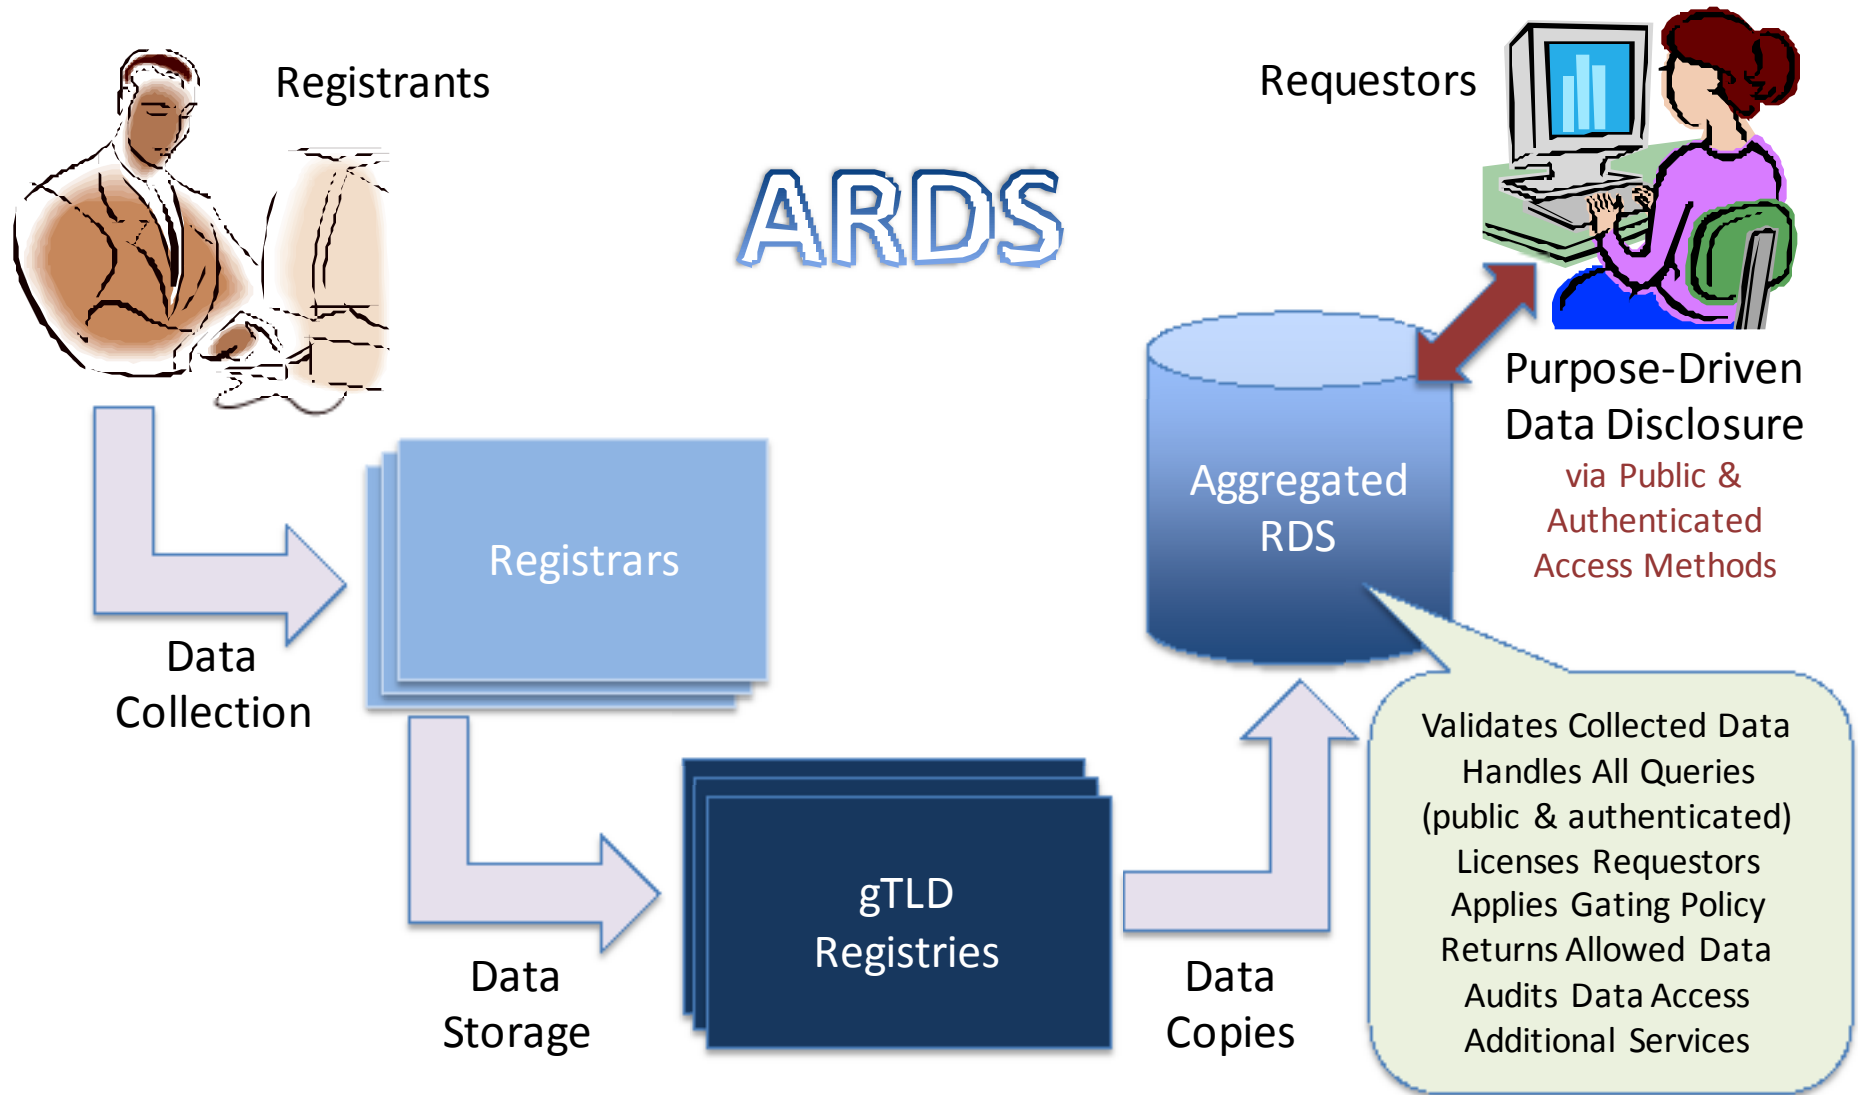 Registrants
Requestors
ARDS
Purpose-Driven
Data Disclosure
via Public &
Authenticated
Access Methods
Aggregated
RDS
Registrars
Data
Collection
gTLD
Registries
Data
Storage
Data
Copies
Validates Collected Data
Handles All Queries
(public & authenticated)
Licenses Requestors
Applies Gating Policy
Returns Allowed Data
Audits Data Access
Additional Services